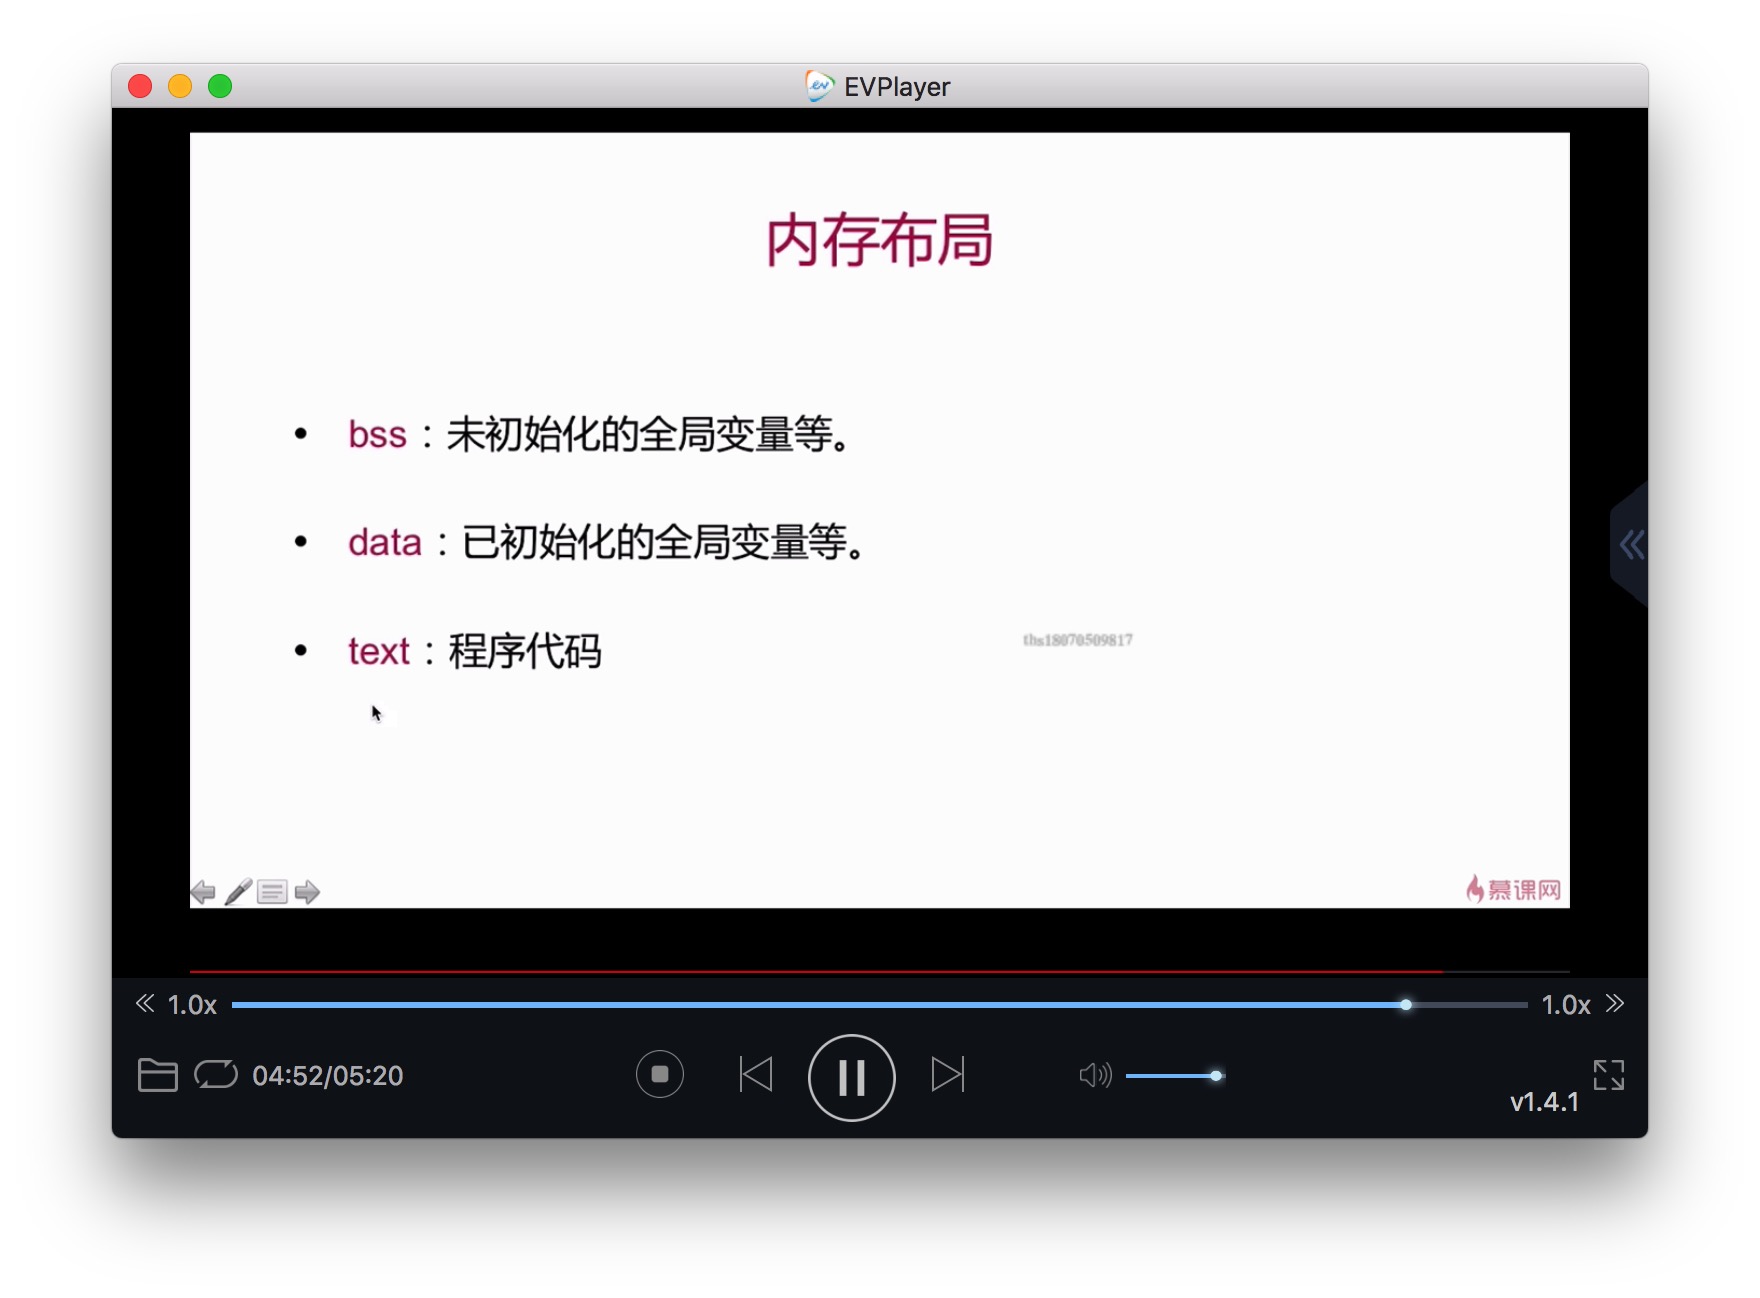 EVPlayer
内存布局
• bss：未初始化的全局变量等。
• data：已初始化的全局变量等。
• text：程序代码
ths18070509817
慕课网
1.0x
1.0x
04:52/05:20
v1.4.1